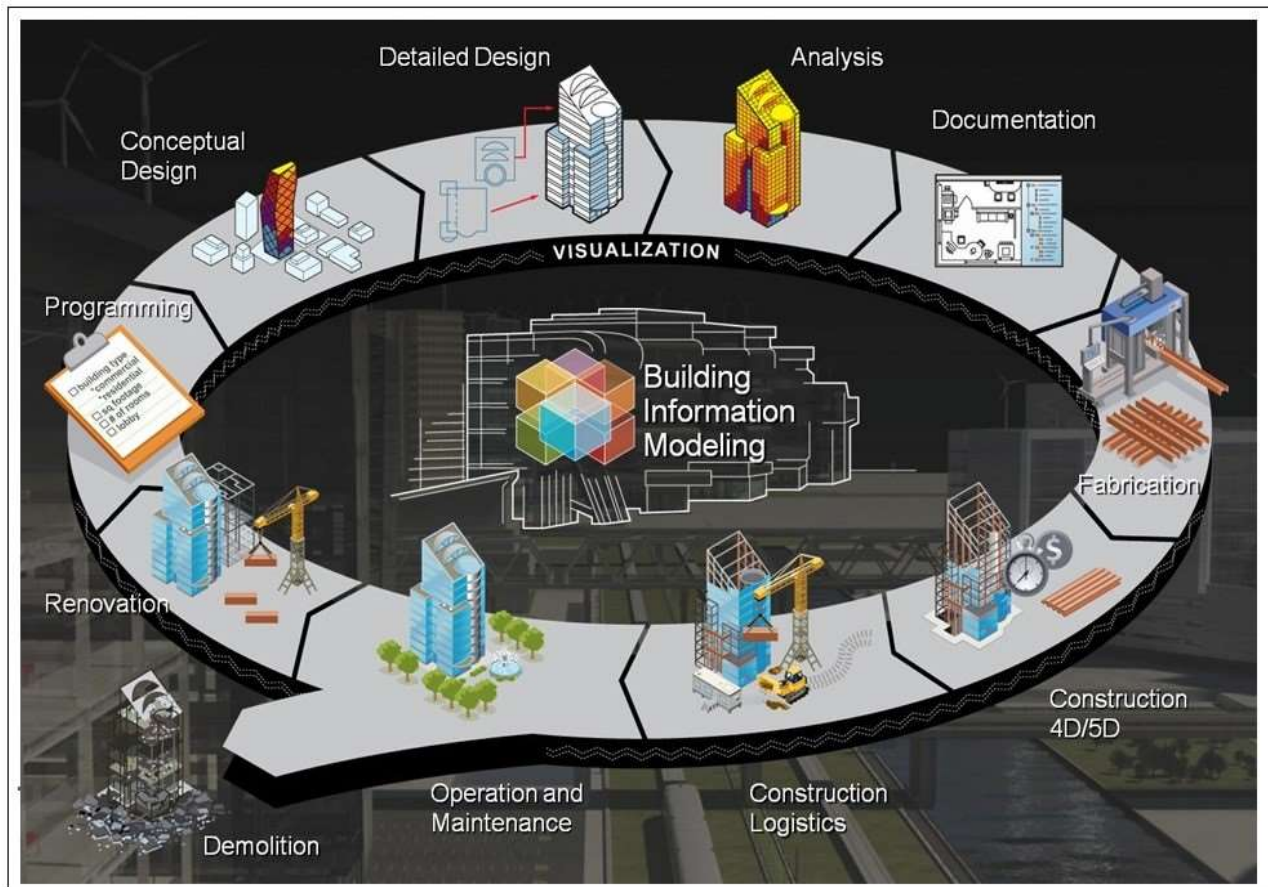 Detailed Design
Analysis
Documentation
Conceptual
Design
VISUALIZATION
Programming
building type
*commercial
*residential
sq footage
# of rooms
lobby
Building
Information
Modeling
Fabrication
$
Renovation
Construction
4D/5D
Operation and
Maintenance
Construction
Logistics
Demolition